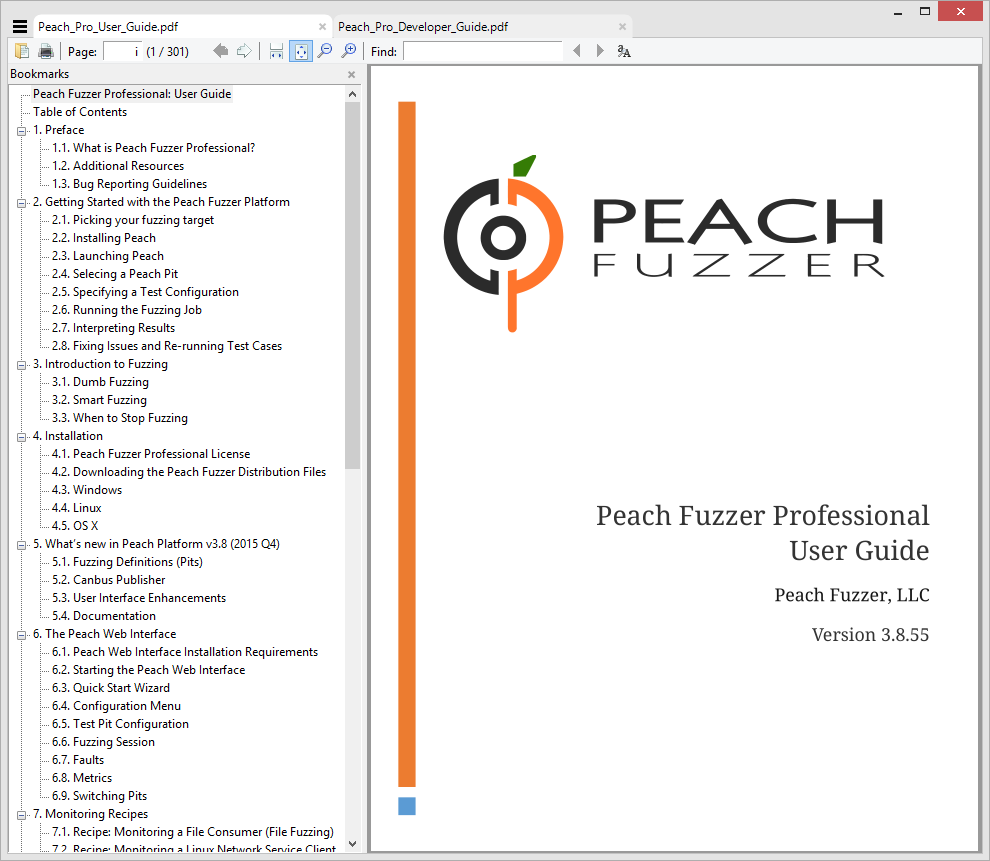 Peach_Pro_User_Guide.pdf
Peach_Pro_Developer_Guide.pdf
Page: i (1 / 301)
Find:
Bookmarks
Peach Fuzzer Professional: User Guide
Table of Contents
1. Preface
1.1. What is Peach Fuzzer Professional?
1.2. Additional Resources
1.3. Bug Reporting Guidelines
2. Getting Started with the Peach Fuzzer Platform
2.1. Picking your fuzzing target
2.2. Installing Peach
2.3. Launching Peach
2.4. Selecing a Peach Pit
2.5. Specifying a Test Configuration
2.6. Running the Fuzzing Job
2.7. Interpreting Results
2.8. Fixing Issues and Re-running Test Cases
3. Introduction to Fuzzing
3.1. Dumb Fuzzing
3.2. Smart Fuzzing
3.3. When to Stop Fuzzing
4. Installation
4.1. Peach Fuzzer Professional License
4.2. Downloading the Peach Fuzzer Distribution Files
4.3. Windows
4.4. Linux
4.5. OS X
5. What's new in Peach Platform v3.8 (2015 Q4)
5.1. Fuzzing Definitions (Pits)
5.2. Canbus Publisher
5.3. User Interface Enhancements
5.4. Documentation
6. The Peach Web Interface
6.1. Peach Web Interface Installation Requirements
6.2. Starting the Peach Web Interface
6.3. Quick Start Wizard
6.4. Configuration Menu
6.5. Test Pit Configuration
6.6. Fuzzing Session
6.7. Faults
6.8. Metrics
6.9. Switching Pits
7. Monitoring Recipes
7.1. Recipe: Monitoring a File Consumer (File Fuzzing)
7.2. Recipe: Monitoring a Linux Network Service Client
PEACH
FUZZER
Peach Fuzzer Professional
User Guide
Peach Fuzzer, LLC
Version 3.8.55